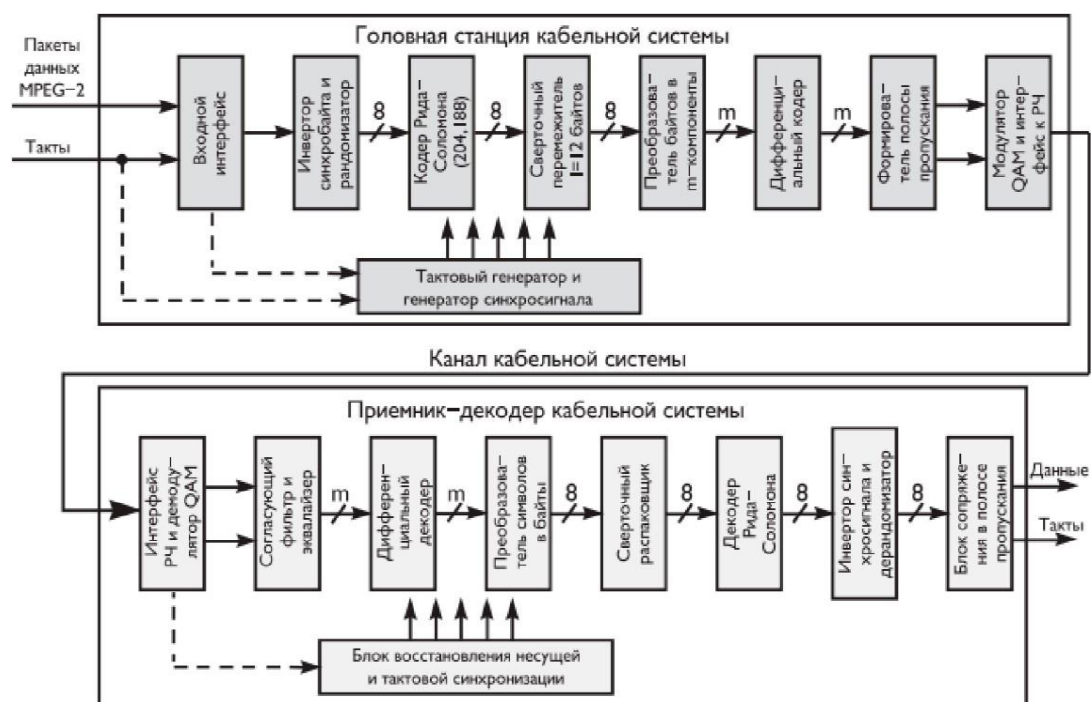 Головная станция кабельной системы
Пакеты
данных
MPEG−2
Такты
Входной
интерфейс
Инвертор
синхробайта и
рандомизатор
8
Кодер Рида−
Соломона
(204,188)
8
Сверточный
перемежитель
I=12 байтов
8
Преобразова−
тель байтов в
m−компоненты
m
Дифференци−
альный кодер
m
Формирова−
тель полосы
пропускания
Модулятор
QAM и интер−
фейс к РЧ
Тактовый генератор и
генератор синхросигнала
Канал кабельной системы
Приемник−декодер кабельной системы
Интерфейс
РЧ и демоду−
лятор QAM
Согласующий
фильтр и
эквалайзер
m
Дифферен−
циальный
декодер
m
Преобразова−
тель символов
в байты
8
Сверточный
распаковщик
8
Декодер
Рида−
Соломона
8
Инвертор син−
хросигнала и
дерандомизатор
8
Блок сопряже−
ния в полосе
пропускания
Данные
Такты
Блок восстановления несущей
и тактовой синхронизации